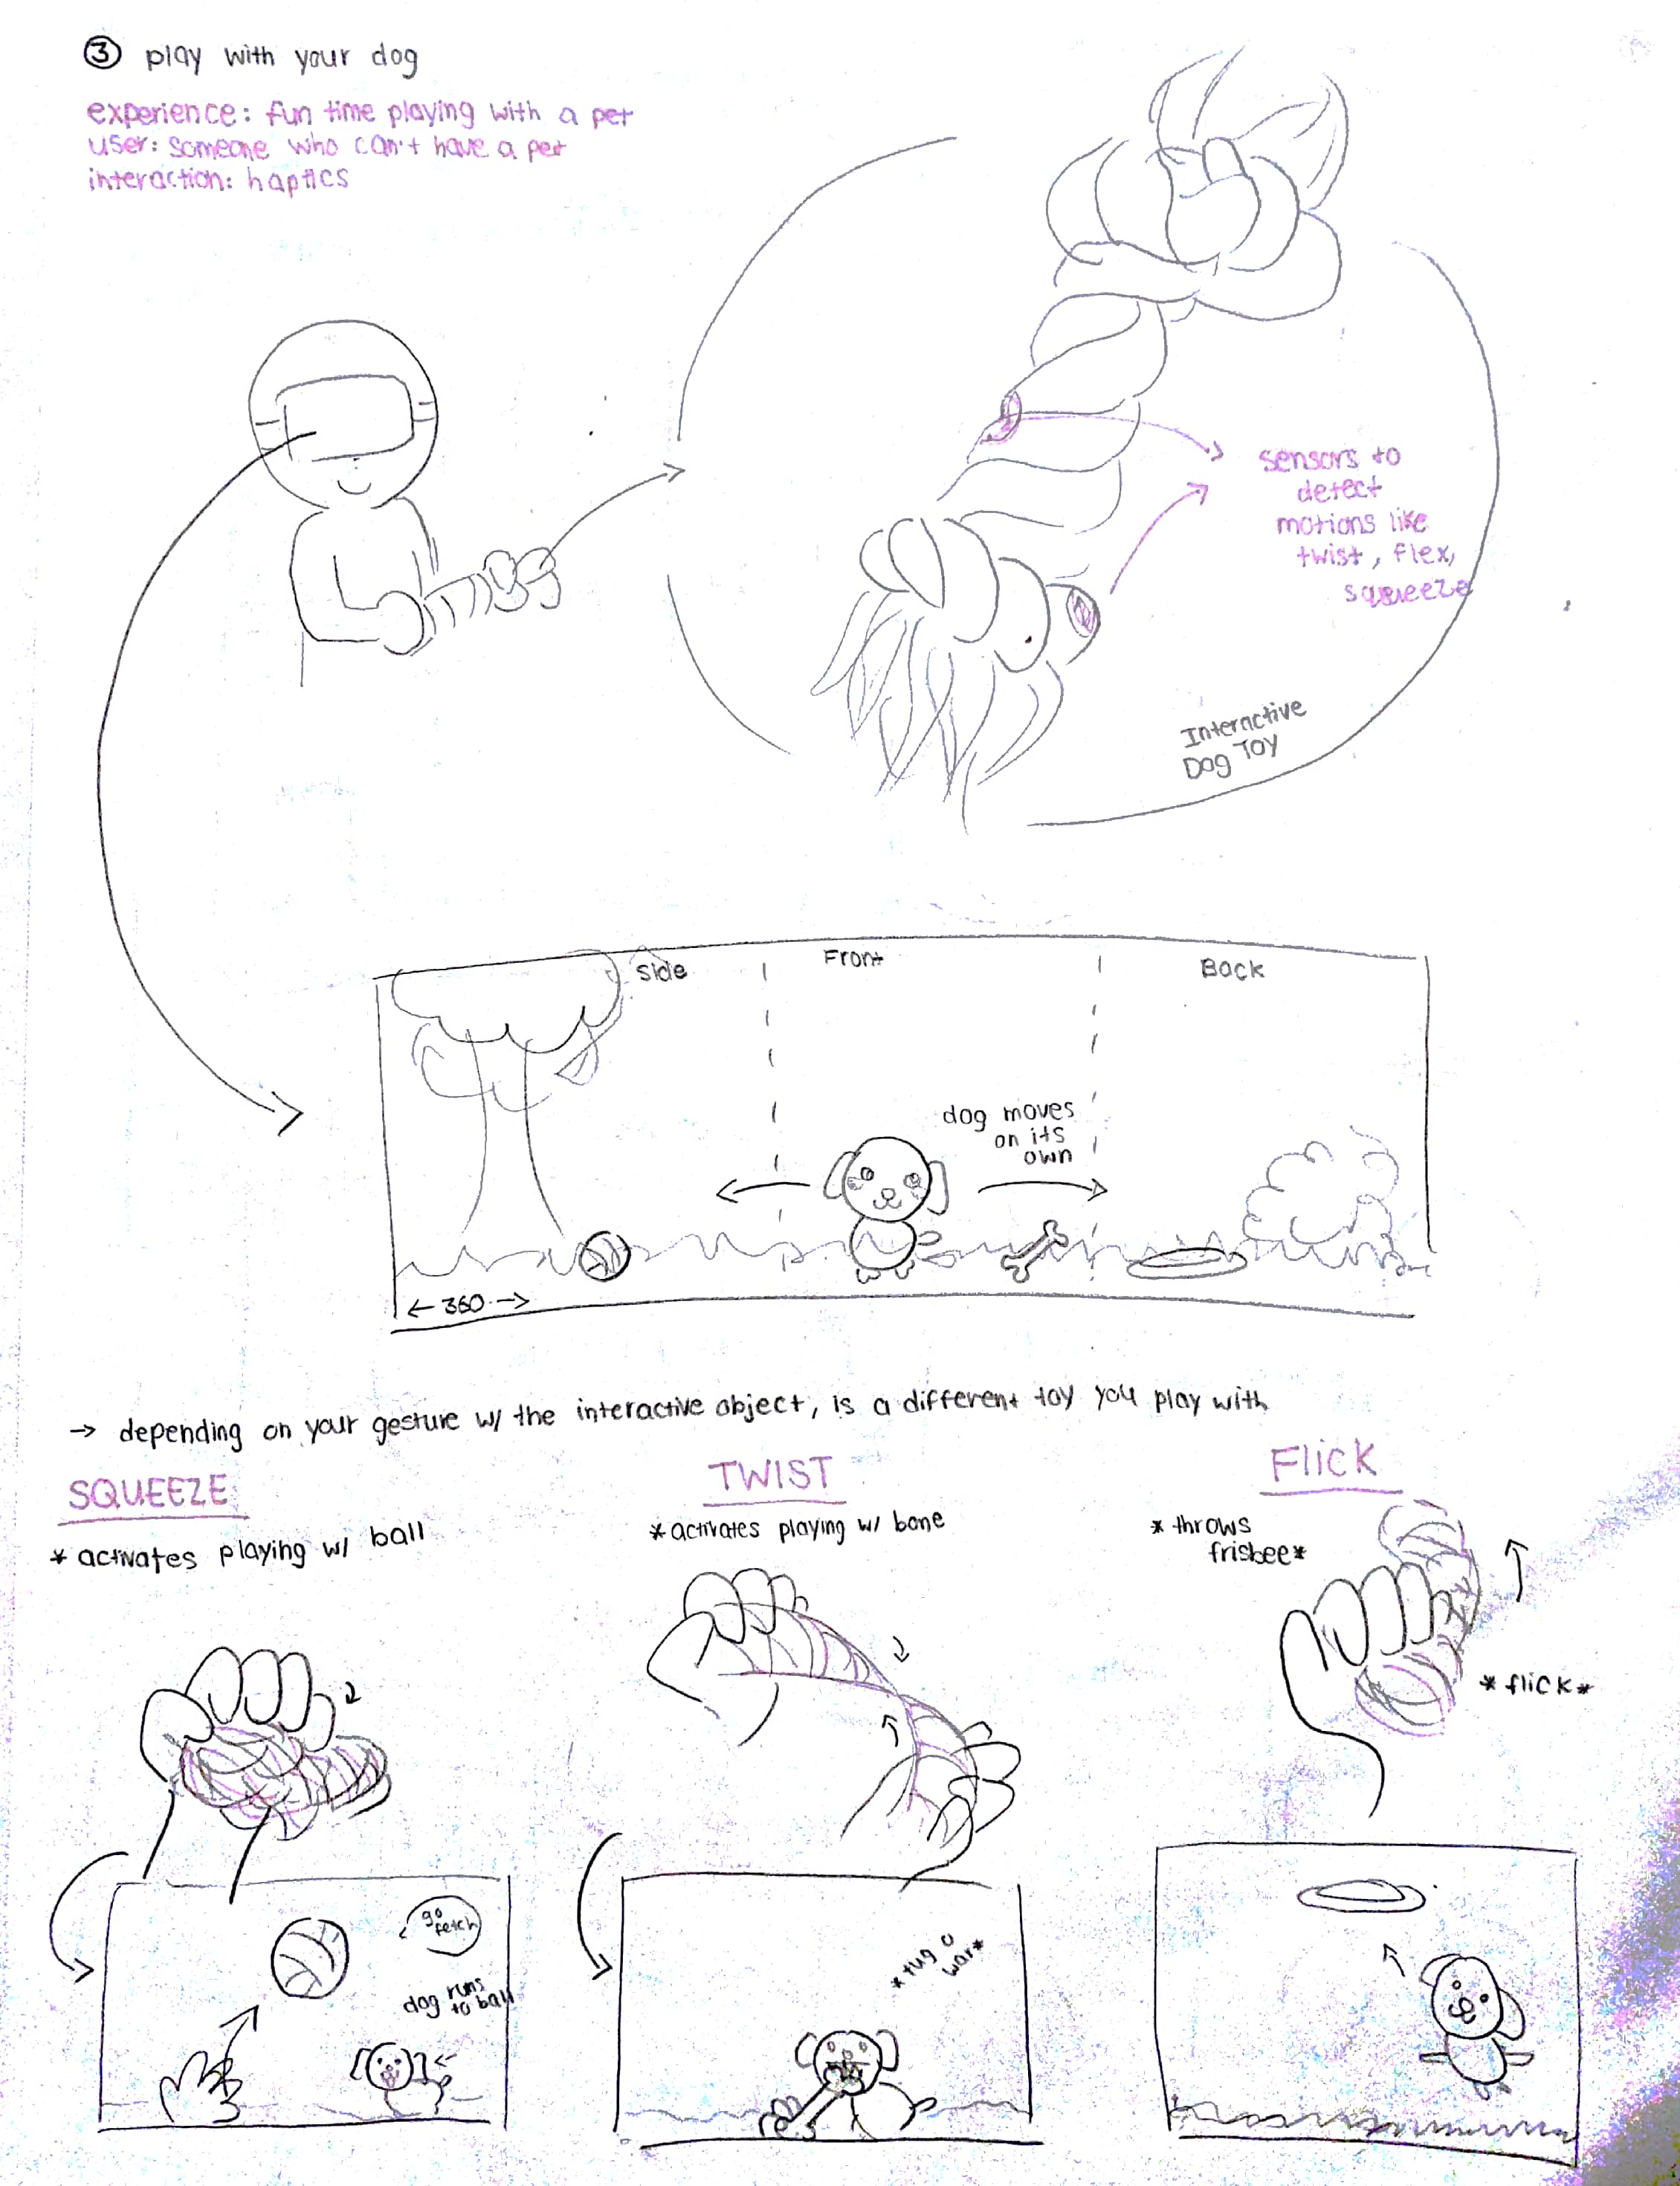 ③ play with your dog
experience: fun time playing with a pet
user: someone who can't have a pet
interaction: haptics
sensors to
detect
motions like
twist, flex,
squeeze
Interactive
Dog Toy
Side
Front
Back
dog moves
on its
own
← 360 →
→ depending on your gesture w/ the interactive object, is a different toy you play with
SQUEEZE
* activates playing w/ ball
TWIST
* activates playing w/ bone
Flick
* throws
frisbee*
* flick *
go
fetch
dog runs
to ball
* tug o
war *